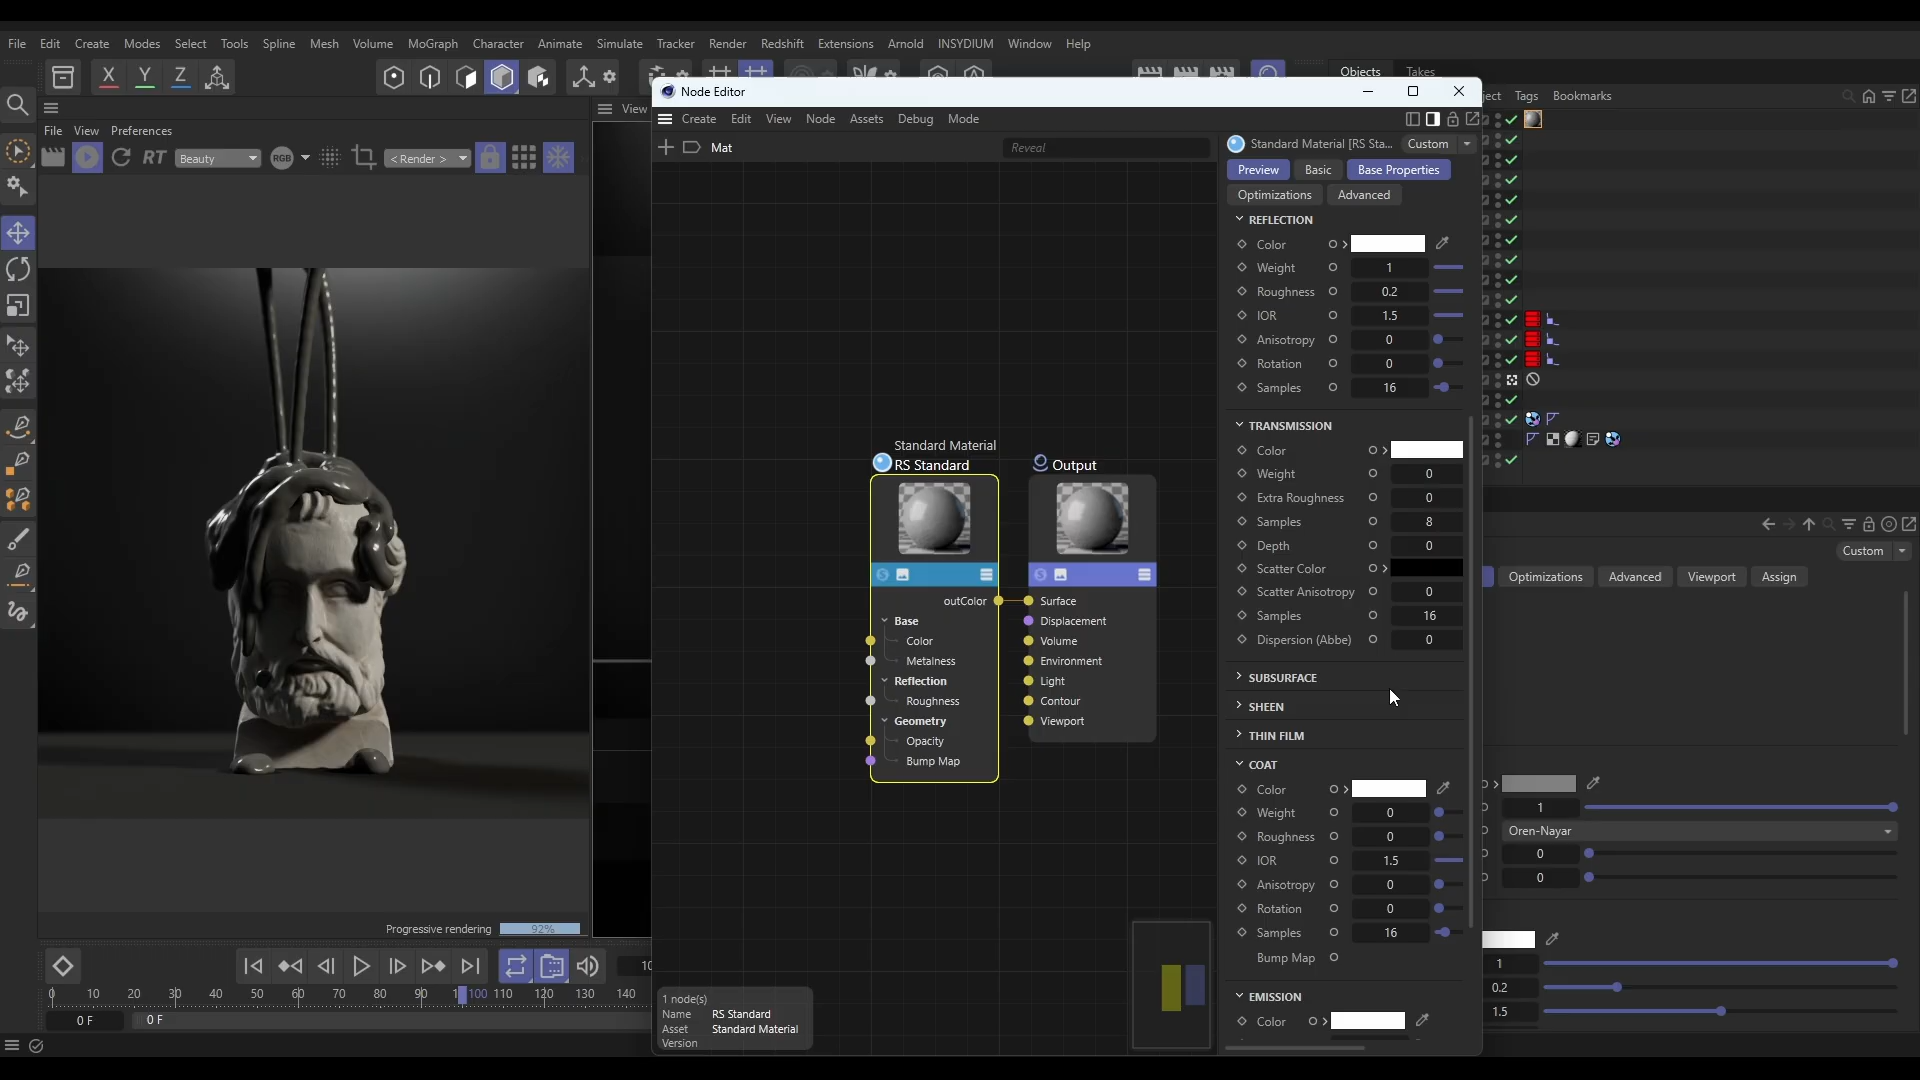 File Edit Create Modes Select Tools Spline Mesh Volume MoGraph Character Animate Simulate Tracker Render Redshift Extensions Arnold INSYDIUM Window Help
X Y Z
Objects Takes
Node Editor
View
Tags Bookmarks
Create Edit View Node Assets Debug Mode
File View Preferences
RT Beauty RGB < Render >
Mat
Reveal
Standard Material [RS Sta... Custom
Preview Basic Base Properties
Optimizations Advanced
REFLECTION
Color
Weight 1
Roughness 0.2
IOR 1.5
Anisotropy 0
Rotation 0
Samples 16
TRANSMISSION
Color
Weight 0
Extra Roughness 0
Samples 8
Depth 0
Scatter Color
Scatter Anisotropy 0
Samples 16
Dispersion (Abbe) 0
SUBSURFACE
SHEEN
THIN FILM
COAT
Color
Weight 0
Roughness 0
IOR 1.5
Anisotropy 0
Rotation 0
Samples 16
Bump Map
EMISSION
Color
Standard Material
RS Standard
outColor
Base
Color
Metalness
Reflection
Roughness
Geometry
Opacity
Bump Map
Output
Surface
Displacement
Volume
Environment
Light
Contour
Viewport
Custom
Optimizations Advanced Viewport Assign
1
Oren-Nayar
0
0
1
0.2
1.5
Progressive rendering 92%
0 10 20 30 40 50 60 70 80 90 100 110 120 130 140
0 F 0 F
1 node(s)
Name RS Standard
Asset Standard Material
Version